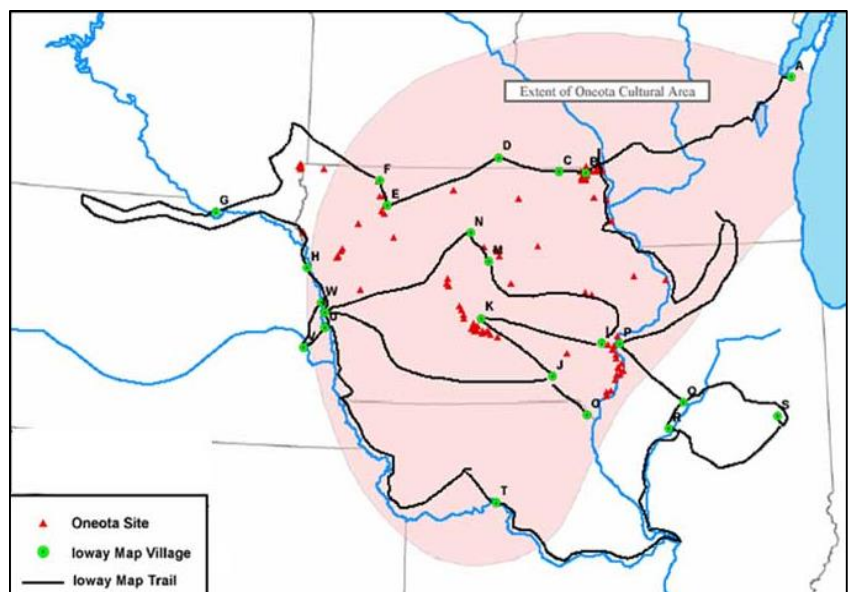 A
Extent of Oneota Cultural Area
D
C
B
F
E
G
N
M
H
W
U
K
P
J
O
Q
R
S
T
Oneota Site
Ioway Map Village
Ioway Map Trail